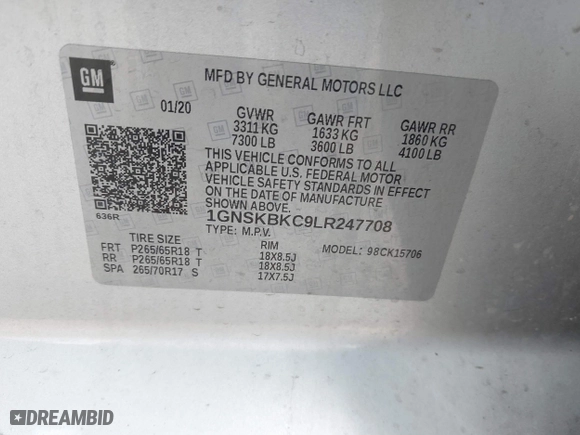 GM
MFD BY GENERAL MOTORS LLC
01/20
GVWR GAWR FRT GAWR RR
3311 KG 1633 KG 1860 KG
7300 LB 3600 LB 4100 LB
THIS VEHICLE CONFORMS TO ALL
APPLICABLE U.S. FEDERAL MOTOR
VEHICLE SAFETY STANDARDS IN EFFECT
ON THE DATE OF MANUFACTURE
SHOWN ABOVE.
636R
1GNSKBKC9LR247708
TYPE: M.P.V.
MODEL: 98CK15706
TIRE SIZE RIM
FRT P265/65R18 T 18X8.5J
RR P265/65R18 T 18X8.5J
SPA 265/70R17 S 17X7.5J
DREAMBID